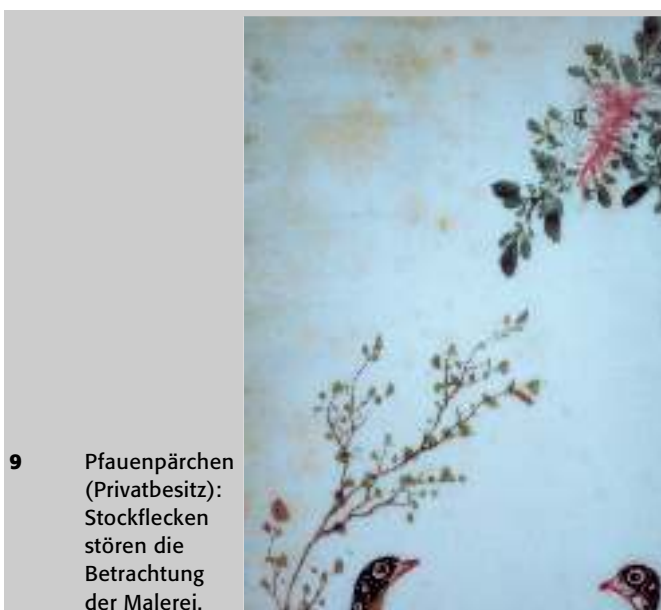 9 Pfauenpärchen
(Privatbesitz):
Stockflecken
stören die
Betrachtung
der Malerei.